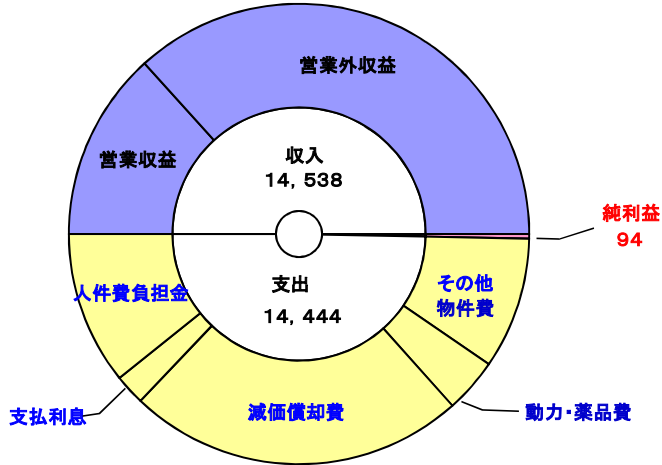 営業外収益
営業収益
収入
14,538
純利益
94
支出
14,444
人件費負担金
その他
物件費
支払利息
減価償却費
動力・薬品費